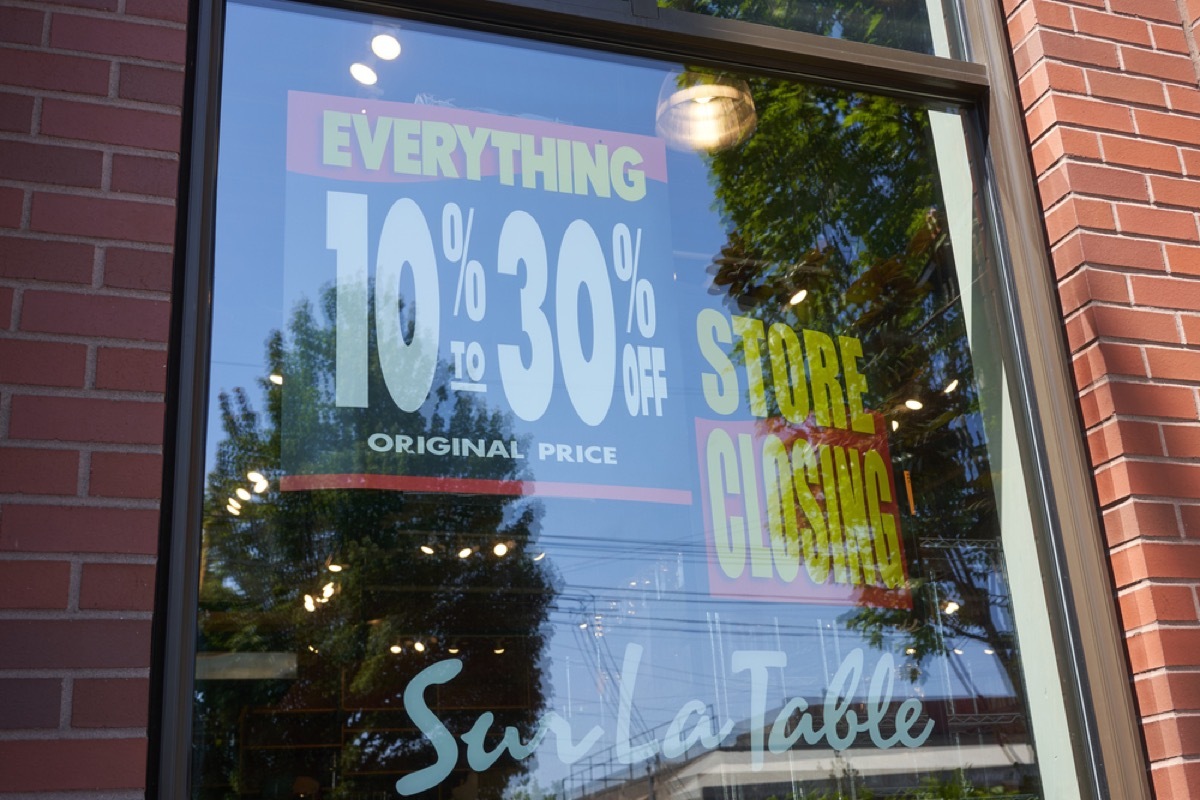 EVERYTHING
10% TO 30% OFF
ORIGINAL PRICE
STORE
CLOSING
Sur La Table